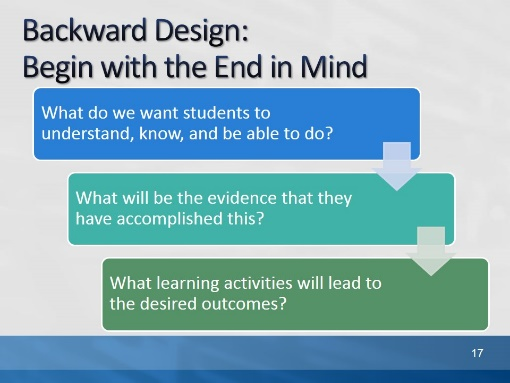 Backward Design:
Begin with the End in Mind
What do we want students to
understand, know, and be able to do?
What will be the evidence that they
have accomplished this?
What learning activities will lead to
the desired outcomes?
17